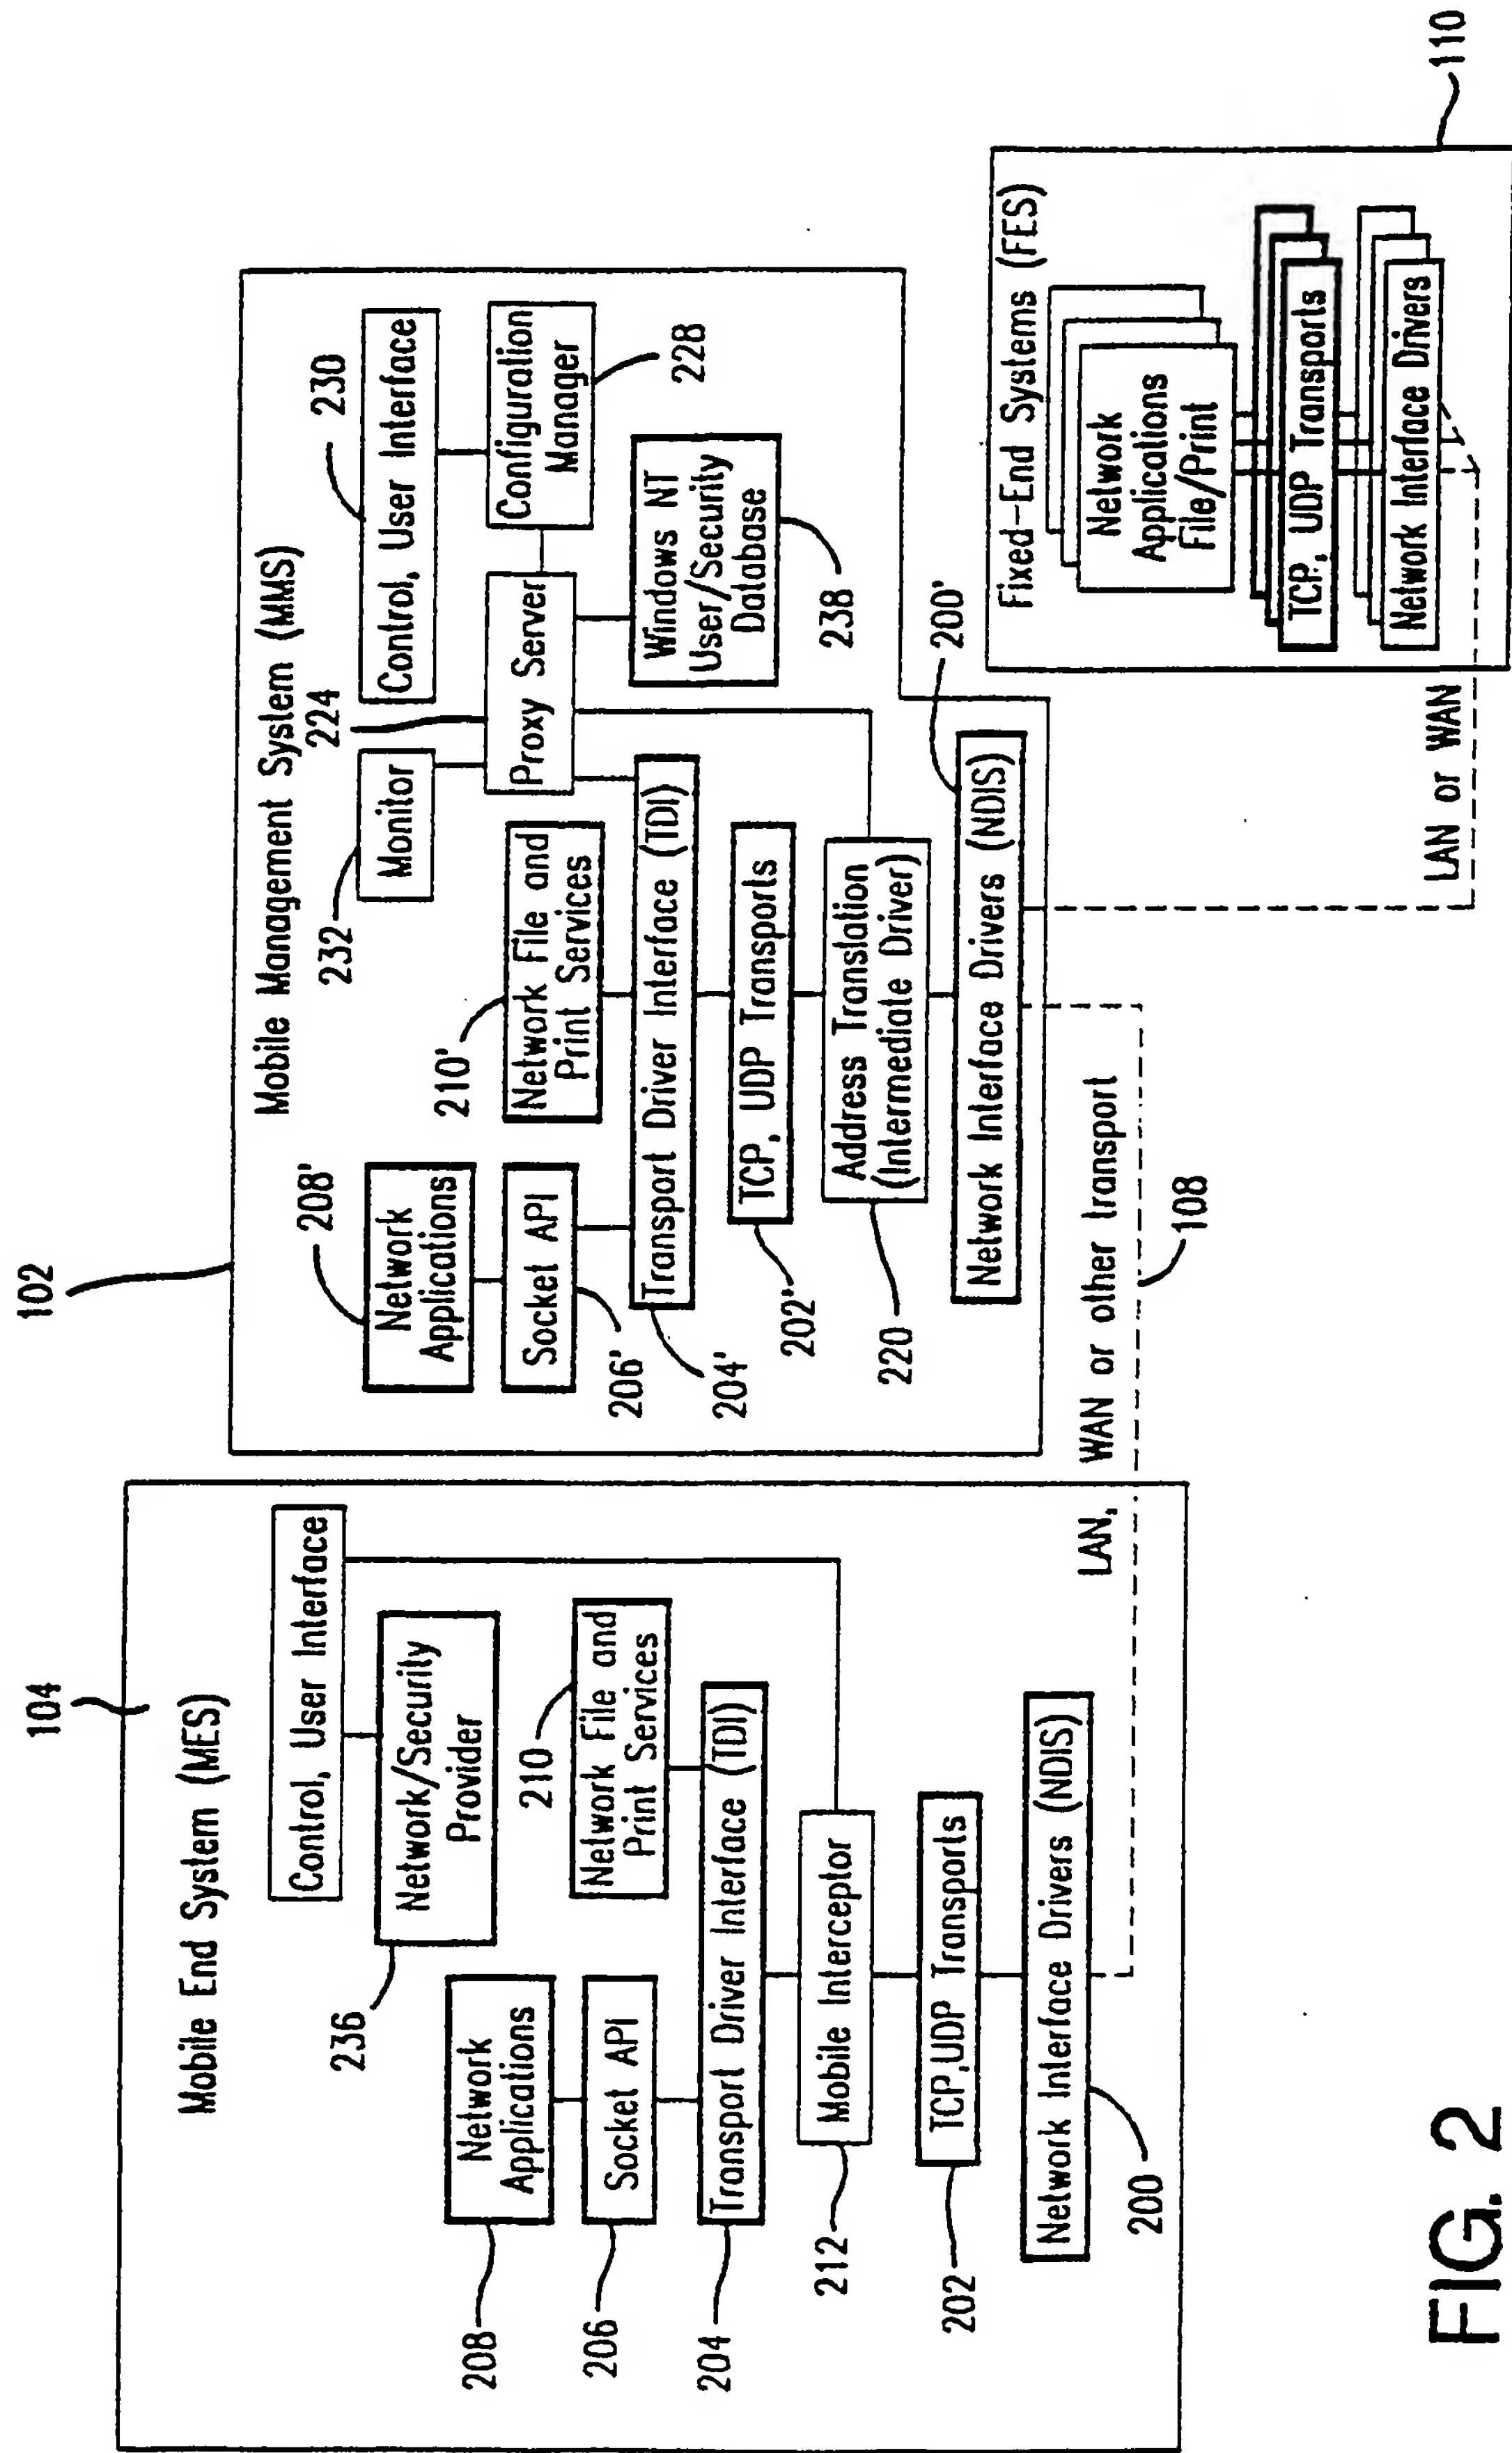 104
Mobile End System (MES)
Control, User Interface
Network/Security
Provider
236
Network
Applications
208
Socket API
206
210
Network File and
Print Services
Transport Driver Interface (TDI)
204
Mobile Interceptor
212
TCP,UDP Transports
202
Network Interface Drivers (NDIS)
200
LAN, WAN or other transport
108
102
Mobile Management System (MMS)
208'
Network
Applications
Socket API
206'
210'
Network File and
Print Services
232
Monitor
224
Proxy Server
230
Control, User Interface
Configuration
Manager
228
Windows NT
User/Security
Database
238
Transport Driver Interface (TDI)
204'
TCP, UDP Transports
202'
Address Translation
(Intermediate Driver)
220
Network Interface Drivers (NDIS)
200'
LAN or WAN
Fixed-End Systems (FES)
Network
Applications
File/Print
TCP, UDP Transports
Network Interface Drivers
110
FIG. 2